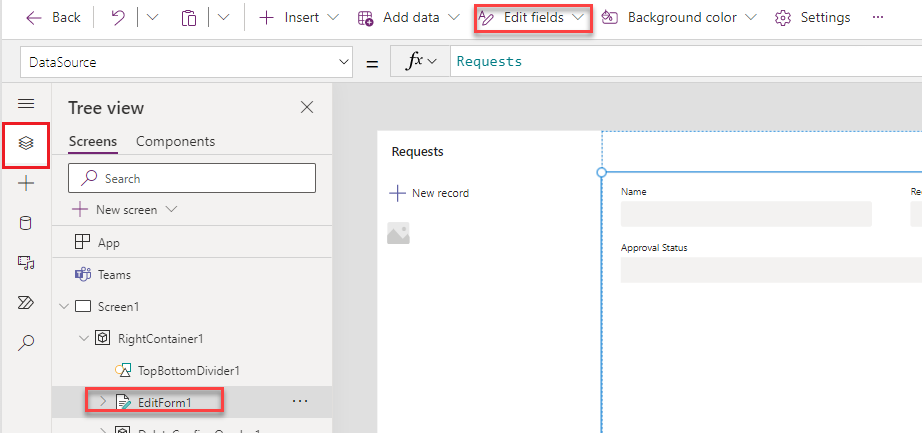 Back Insert Add data Edit fields Background color Settings ...
DataSource = fx Requests
Tree view
Screens Components
Search
New screen
App
Teams
Screen1
RightContainer1
TopBottomDivider1
EditForm1 ...
Requests
New record
Name Re
Approval Status